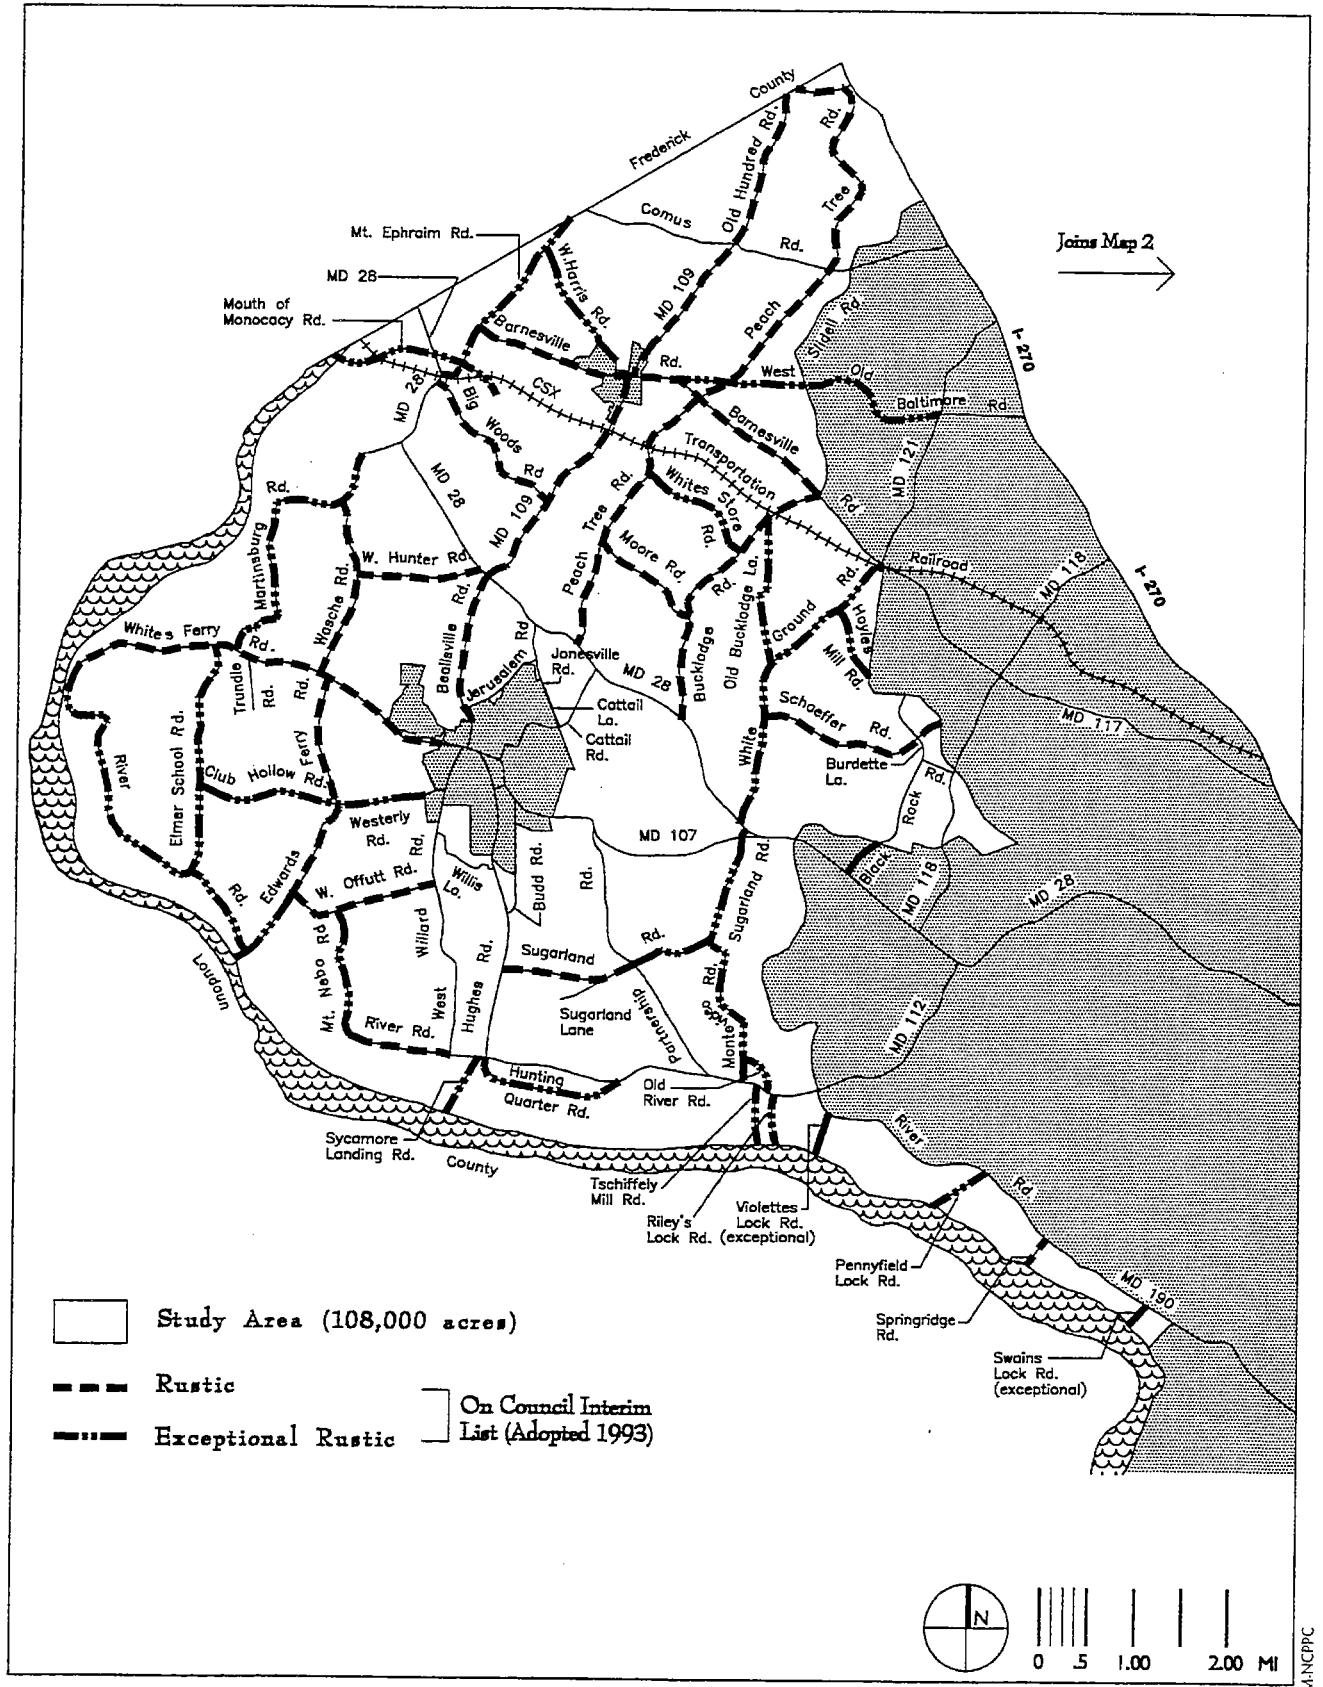 County
Frederick
Old Hundred Rd.
Rd.
Tree
Comus
Rd.
Mt. Ephraim Rd.
Joins Map 2
W. Harris
Rd.
MD 28
MD 109
Mouth of
Monocacy Rd.
Peach
Slidell Rd
Barnesville
Rd.
I-270
West
Old
CSX
Big
MD 28
Baltimore
Rd.
Barnesville
Woods
Transportation
MD 121
MD 28
Rd
Rd.
Whites Store
Rd.
Rd
Rd.
MD 109
Tree
Martinsburg
Moore Rd.
W. Hunter Rd.
Railroad
MD 118
I-270
Peach
Rd.
Rd.
Rd.
Wasche Rd.
Old Bucklodge La.
Ground
Hoyles
Mill Rd.
White's Ferry
Rd.
Rd
Jonesville
Rd.
Bucklodge
Beallsville
Jerusalem
MD 28
Trundle
Rd.
Rd.
Schaeffer
Rd.
Cattail
La.
MD 117
Elmer School Rd.
Cattail
Rd.
Ferry
White
River
Burdette
La.
Club Hollow Rd.
Rd.
Rock
Westerly
Rd.
MD 107
Rd.
Rd.
Black
W. Offutt Rd.
Willis
La.
Budd Rd.
Rd.
Edwards
Rd.
MD 118
MD 28
Sugarland
Willard
Rd.
Sugarland
Rd.
Mt. Nebo Rd
Rd.
Loudoun
West
Hughes
Sugarland
Lane
Partnership
Montevideo
MD 112
River Rd.
Hunting
Quarter Rd.
Old
River Rd.
River
Sycamore
Landing Rd.
County
Rd.
Tschiffely
Mill Rd.
Riley's
Lock Rd.
Violettes
Lock Rd.
(exceptional)
Pennyfield
Lock Rd.
MD 190
Springridge
Rd.
Swains
Lock Rd.
(exceptional)
Study Area (108,000 acres)
Rustic
Exceptional Rustic
On Council Interim
List (Adopted 1993)
N
0 .5 1.00 2.00 MI
M-NCPPC